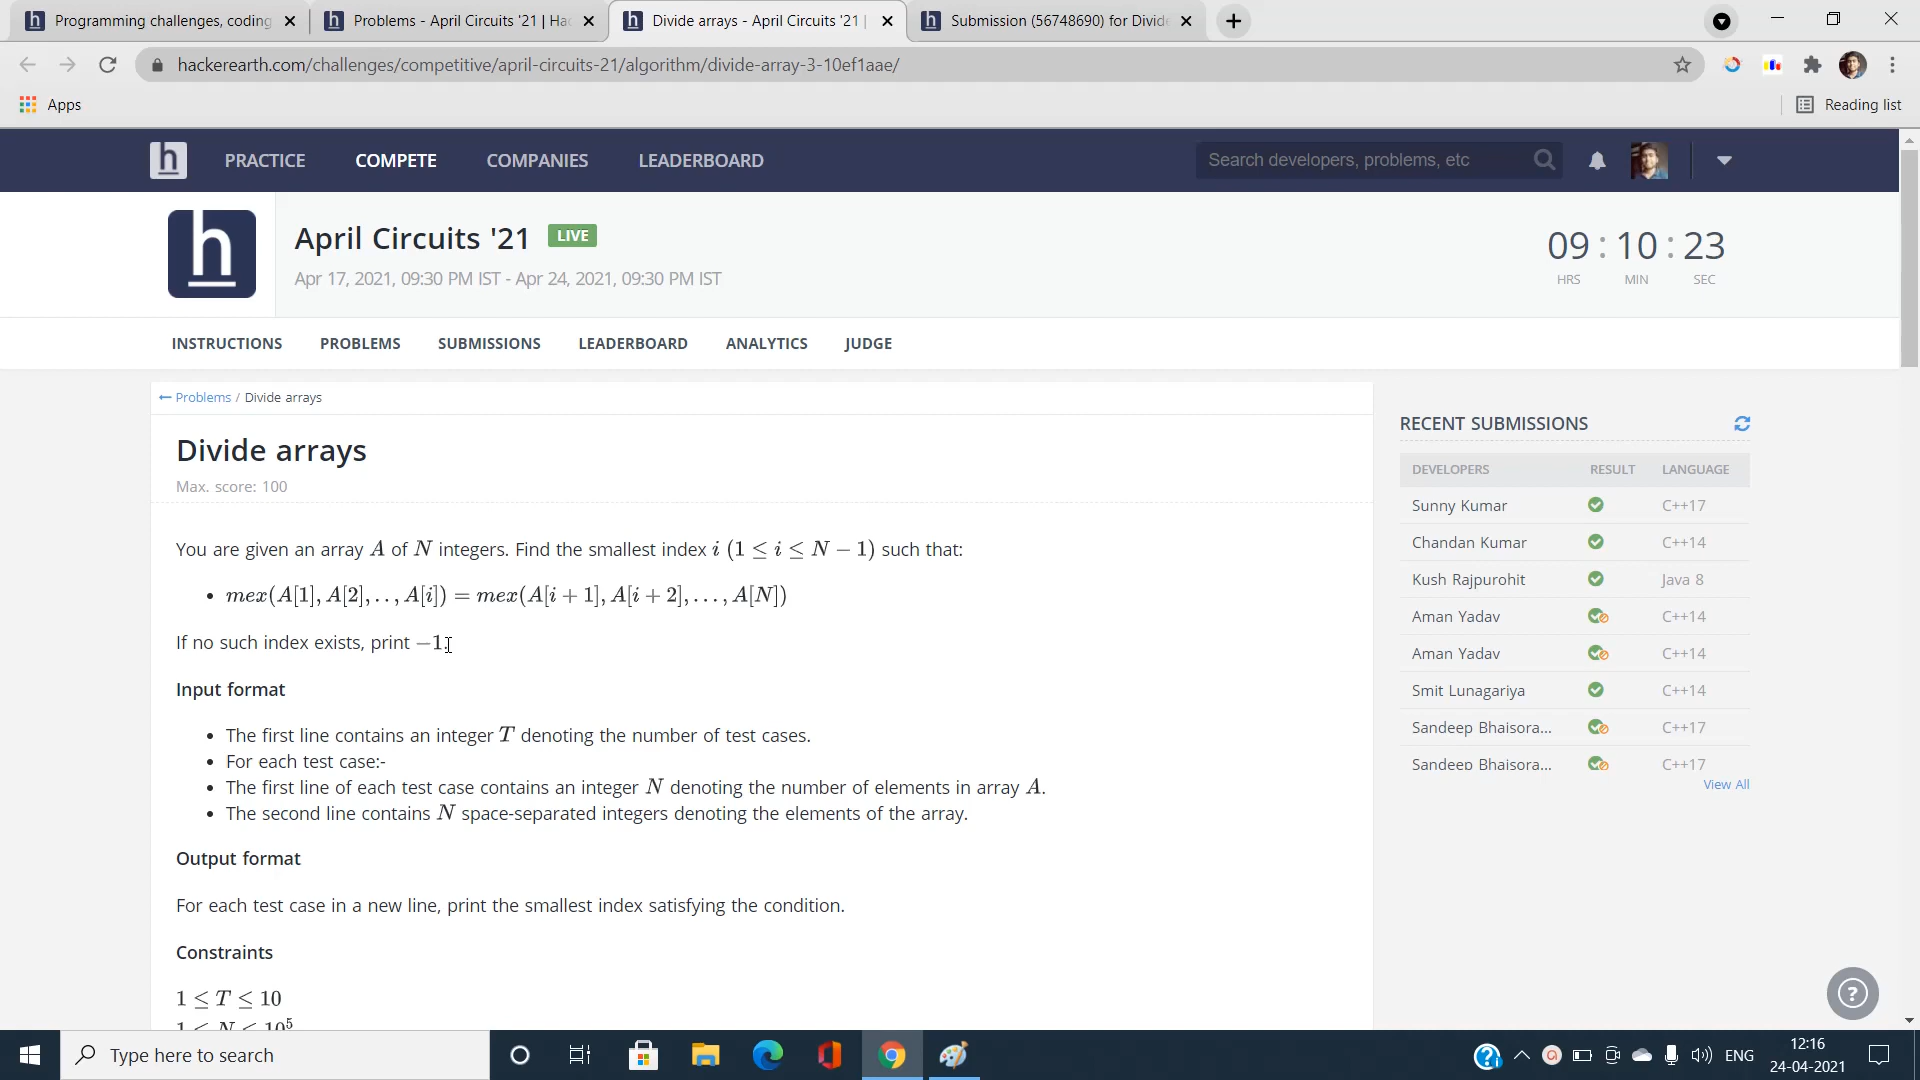 Programming challenges, coding
Problems - April Circuits '21 | Ha
Divide arrays - April Circuits '21 |
Submission (56748690) for Divide
hackerearth.com/challenges/competitive/april-circuits-21/algorithm/divide-array-3-10ef1aae/
Apps
Reading list
h PRACTICE COMPETE COMPANIES LEADERBOARD
Search developers, problems, etc
h
April Circuits '21 LIVE
Apr 17, 2021, 09:30 PM IST - Apr 24, 2021, 09:30 PM IST
09 : 10 : 23
HRS MIN SEC
INSTRUCTIONS PROBLEMS SUBMISSIONS LEADERBOARD ANALYTICS JUDGE
← Problems / Divide arrays
Divide arrays
Max. score: 100
You are given an array A of N integers. Find the smallest index i (1 ≤ i ≤ N − 1) such that:
• mex(A[1], A[2], .., A[i]) = mex(A[i + 1], A[i + 2], ..., A[N])
If no such index exists, print −1.
Input format
• The first line contains an integer T denoting the number of test cases.
• For each test case:-
• The first line of each test case contains an integer N denoting the number of elements in array A.
• The second line contains N space-separated integers denoting the elements of the array.
Output format
For each test case in a new line, print the smallest index satisfying the condition.
Constraints
1 ≤ T ≤ 10
1 ≤ N ≤ 10⁵
RECENT SUBMISSIONS
DEVELOPERS RESULT LANGUAGE
Sunny Kumar C++17
Chandan Kumar C++14
Kush Rajpurohit Java 8
Aman Yadav C++14
Aman Yadav C++14
Smit Lunagariya C++14
Sandeep Bhaisora... C++17
Sandeep Bhaisora... C++17
View All
?
Type here to search
ENG
12:16
24-04-2021